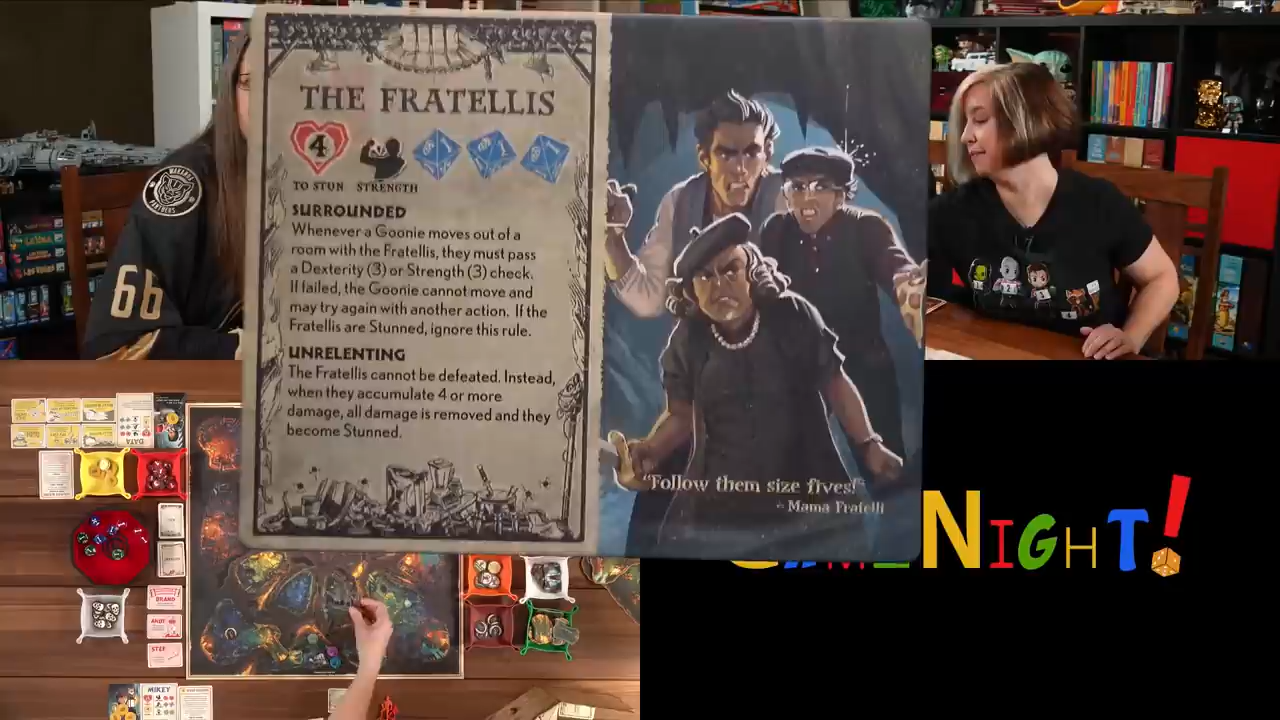 THE FRATELLIS
4
TO STUN STRENGTH
SURROUNDED
Whenever a Goonie moves out of a
room with the Fratellis, they must pass
a Dexterity (3) or Strength (3) check.
If failed, the Goonie cannot move and
may try again with another action. If the
Fratellis are Stunned, ignore this rule.
UNRELENTING
The Fratellis cannot be defeated. Instead,
when they accumulate 4 or more
damage, all damage is removed and they
become Stunned.
"Follow them size fives!"
- Mama Fratelli
66
DATA
BRAND
ANDY
STEF
MIKEY
NIGHT!